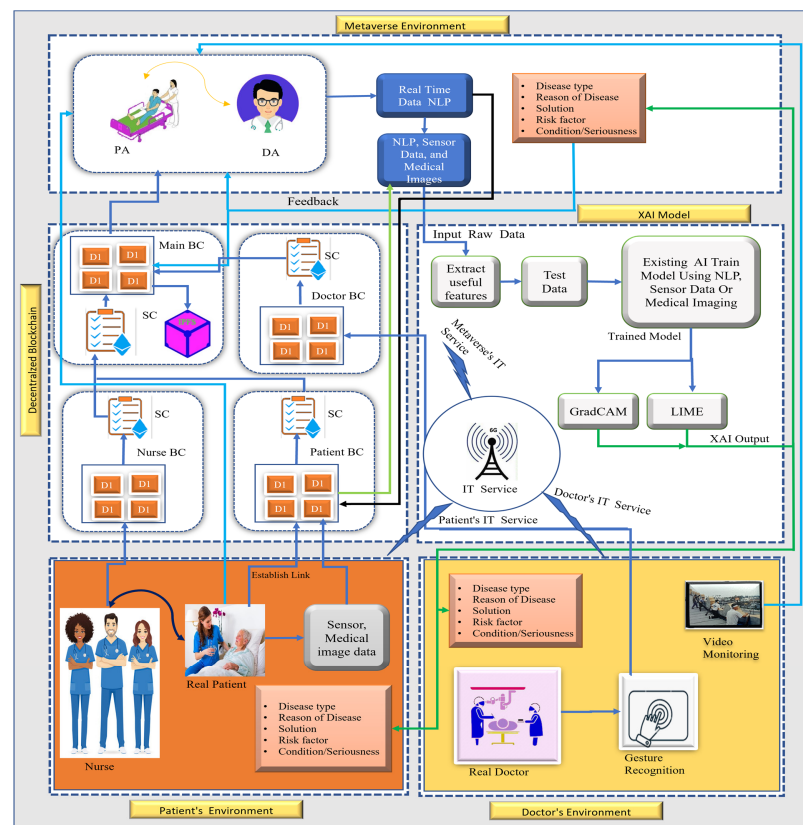 Metaverse Environment
PA
DA
Real Time
Data NLP
NLP, Sensor
Data, and
Medical
Images
• Disease type
• Reason of Disease
• Solution
• Risk factor
• Condition/Seriousness
Feedback
XAI Model
Decentralzed Blockchain
Main BC
D1
D1
D1
D1
SC
SC
Doctor BC
D1
D1
D1
D1
SC
Nurse BC
D1
D1
D1
D1
SC
Patient BC
D1
D1
D1
D1
Input Raw Data
Extract
useful
features
Test
Data
Existing AI Train
Model Using NLP,
Sensor Data Or
Medical Imaging
Trained Model
GradCAM
LIME
XAI Output
Metaverse's IT
Service
6G
IT Service
Patient's IT Service
Doctor's IT Service
Establish Link
Nurse
Real Patient
Sensor,
Medical
image data
• Disease type
• Reason of Disease
• Solution
• Risk factor
• Condition/Seriousness
Patient's Environment
• Disease type
• Reason of Disease
• Solution
• Risk factor
• Condition/Seriousness
Video
Monitoring
Real Doctor
Gesture
Recognition
Doctor's Environment